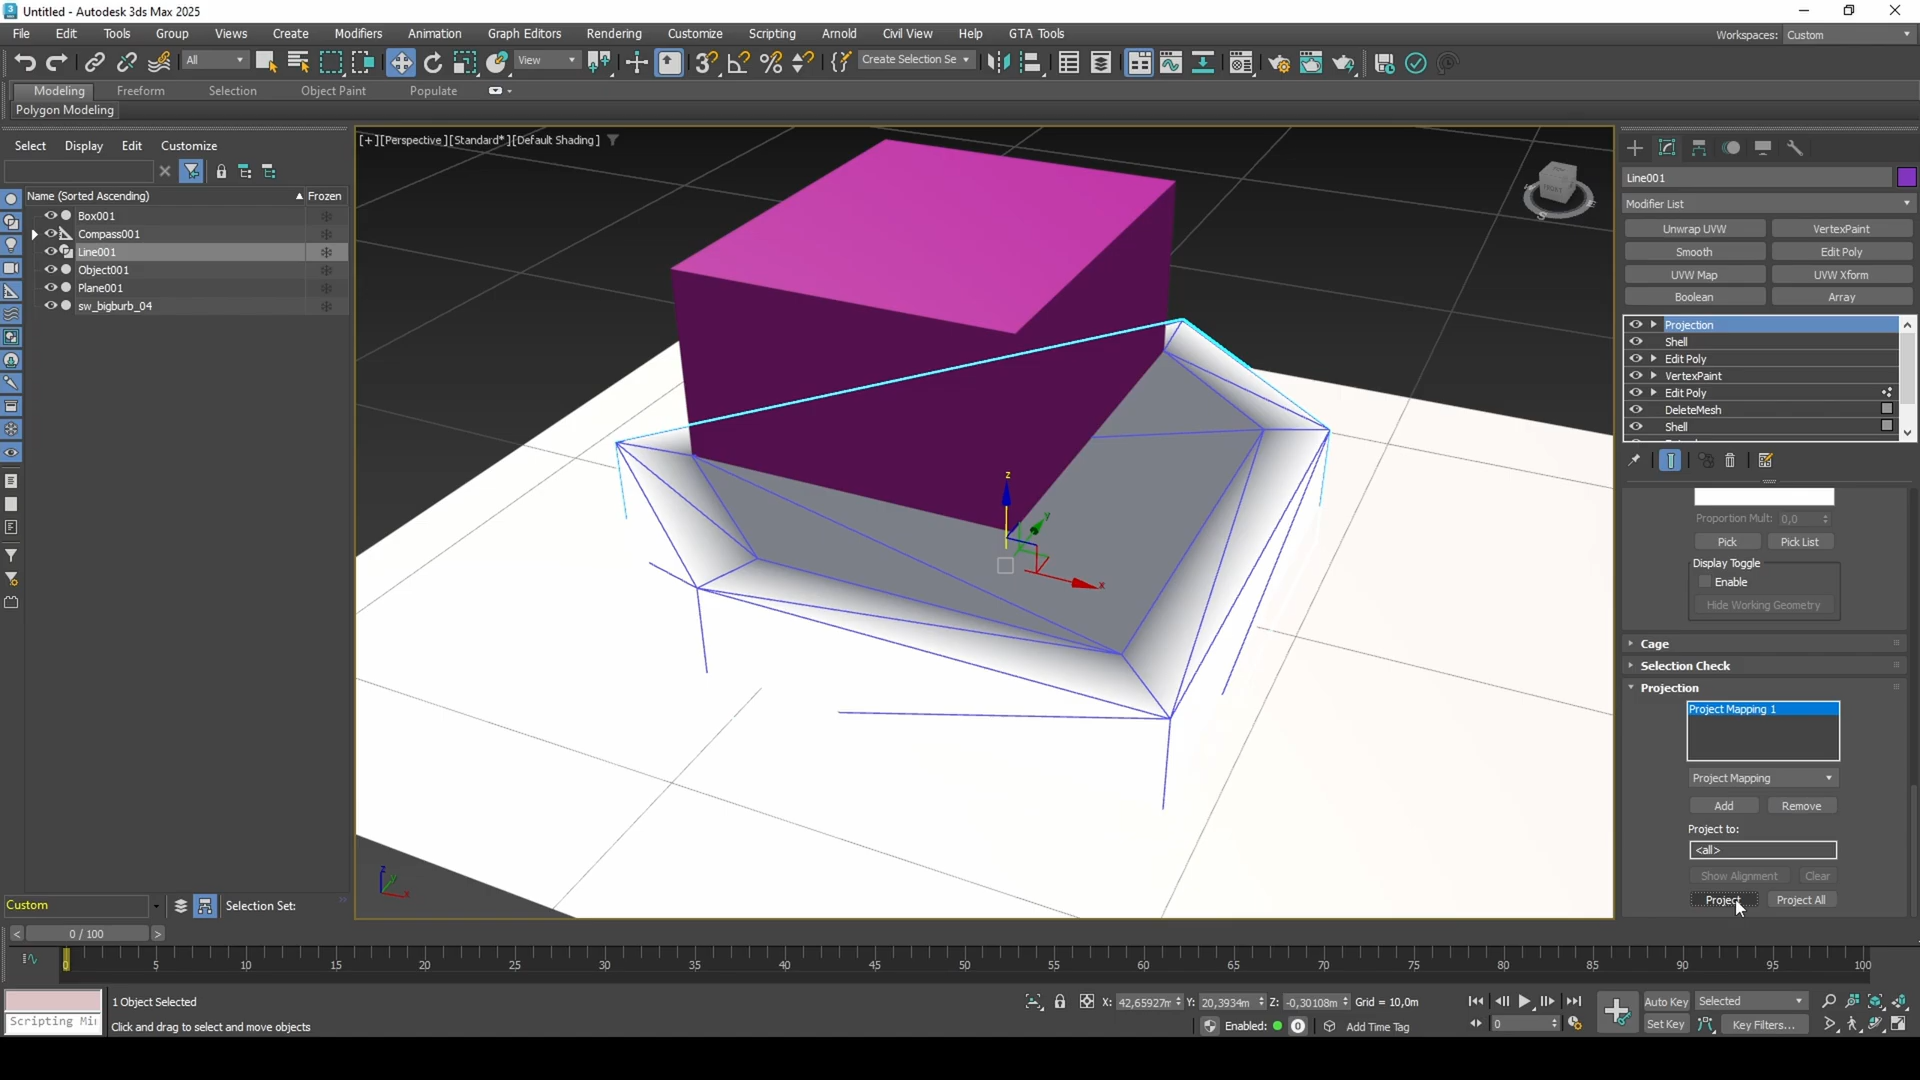 Untitled - Autodesk 3ds Max 2025
File Edit Tools Group Views Create Modifiers Animation Graph Editors Rendering Customize Scripting Arnold Civil View Help GTA Tools
Workspaces: Custom
All View Create Selection Se
Modeling Freeform Selection Object Paint Populate
Polygon Modeling
Select Display Edit Customize
Name (Sorted Ascending) Frozen
Box001
Compass001
Line001
Object001
Plane001
sw_bigburb_04
[+][Perspective][Standard*][Default Shading]
Line001
Modifier List
Unwrap UVW VertexPaint
Smooth Edit Poly
UVW Map UVW Xform
Boolean Array
Projection
Shell
Edit Poly
VertexPaint
Edit Poly
DeleteMesh
Shell
Proportion Mult: 0,0
Pick Pick List
Display Toggle
Enable
Hide Working Geometry
Cage
Selection Check
Projection
Project Mapping 1
Project Mapping
Add Remove
Project to:
<all>
Show Alignment Clear
Project Project All
z
y
x
Custom Selection Set:
< 0 / 100 >
0 5 10 15 20 25 30 35 40 45 50 55 60 65 70 75 80 85 90 95 100
1 Object Selected
X: 42,65927m Y: 20,3934m Z: -0,30108m Grid = 10,0m
Auto Key Selected
Scripting Mi
Click and drag to select and move objects
Enabled: 0 Add Time Tag
0
Set Key Key Filters...